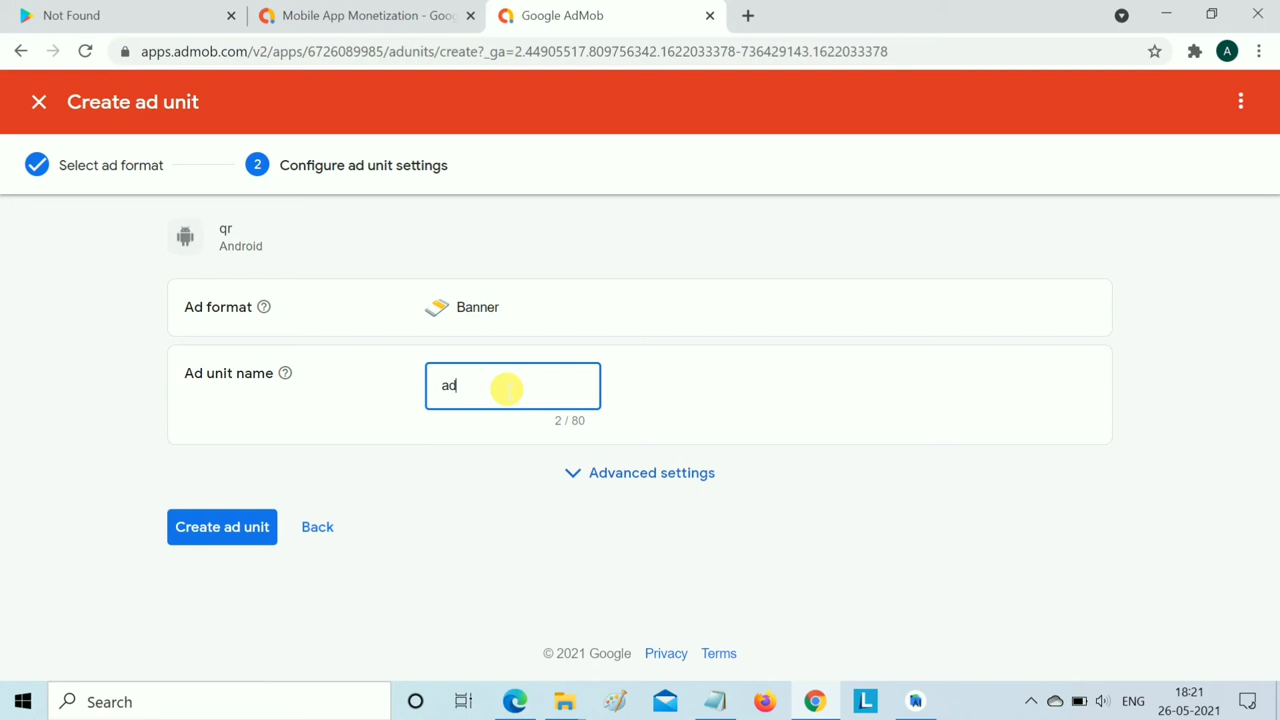 Not Found
Mobile App Monetization - Goo
Google AdMob
apps.admob.com/v2/apps/6726089985/adunits/create?_ga=2.44905517.809756342.1622033378-736429143.1622033378
A
Create ad unit
Select ad format
2
Configure ad unit settings
qr
Android
Ad format
Banner
Ad unit name
ad
2 / 80
Advanced settings
Create ad unit
Back
© 2021 Google
Privacy
Terms
Search
L
ENG
18:21
26-05-2021